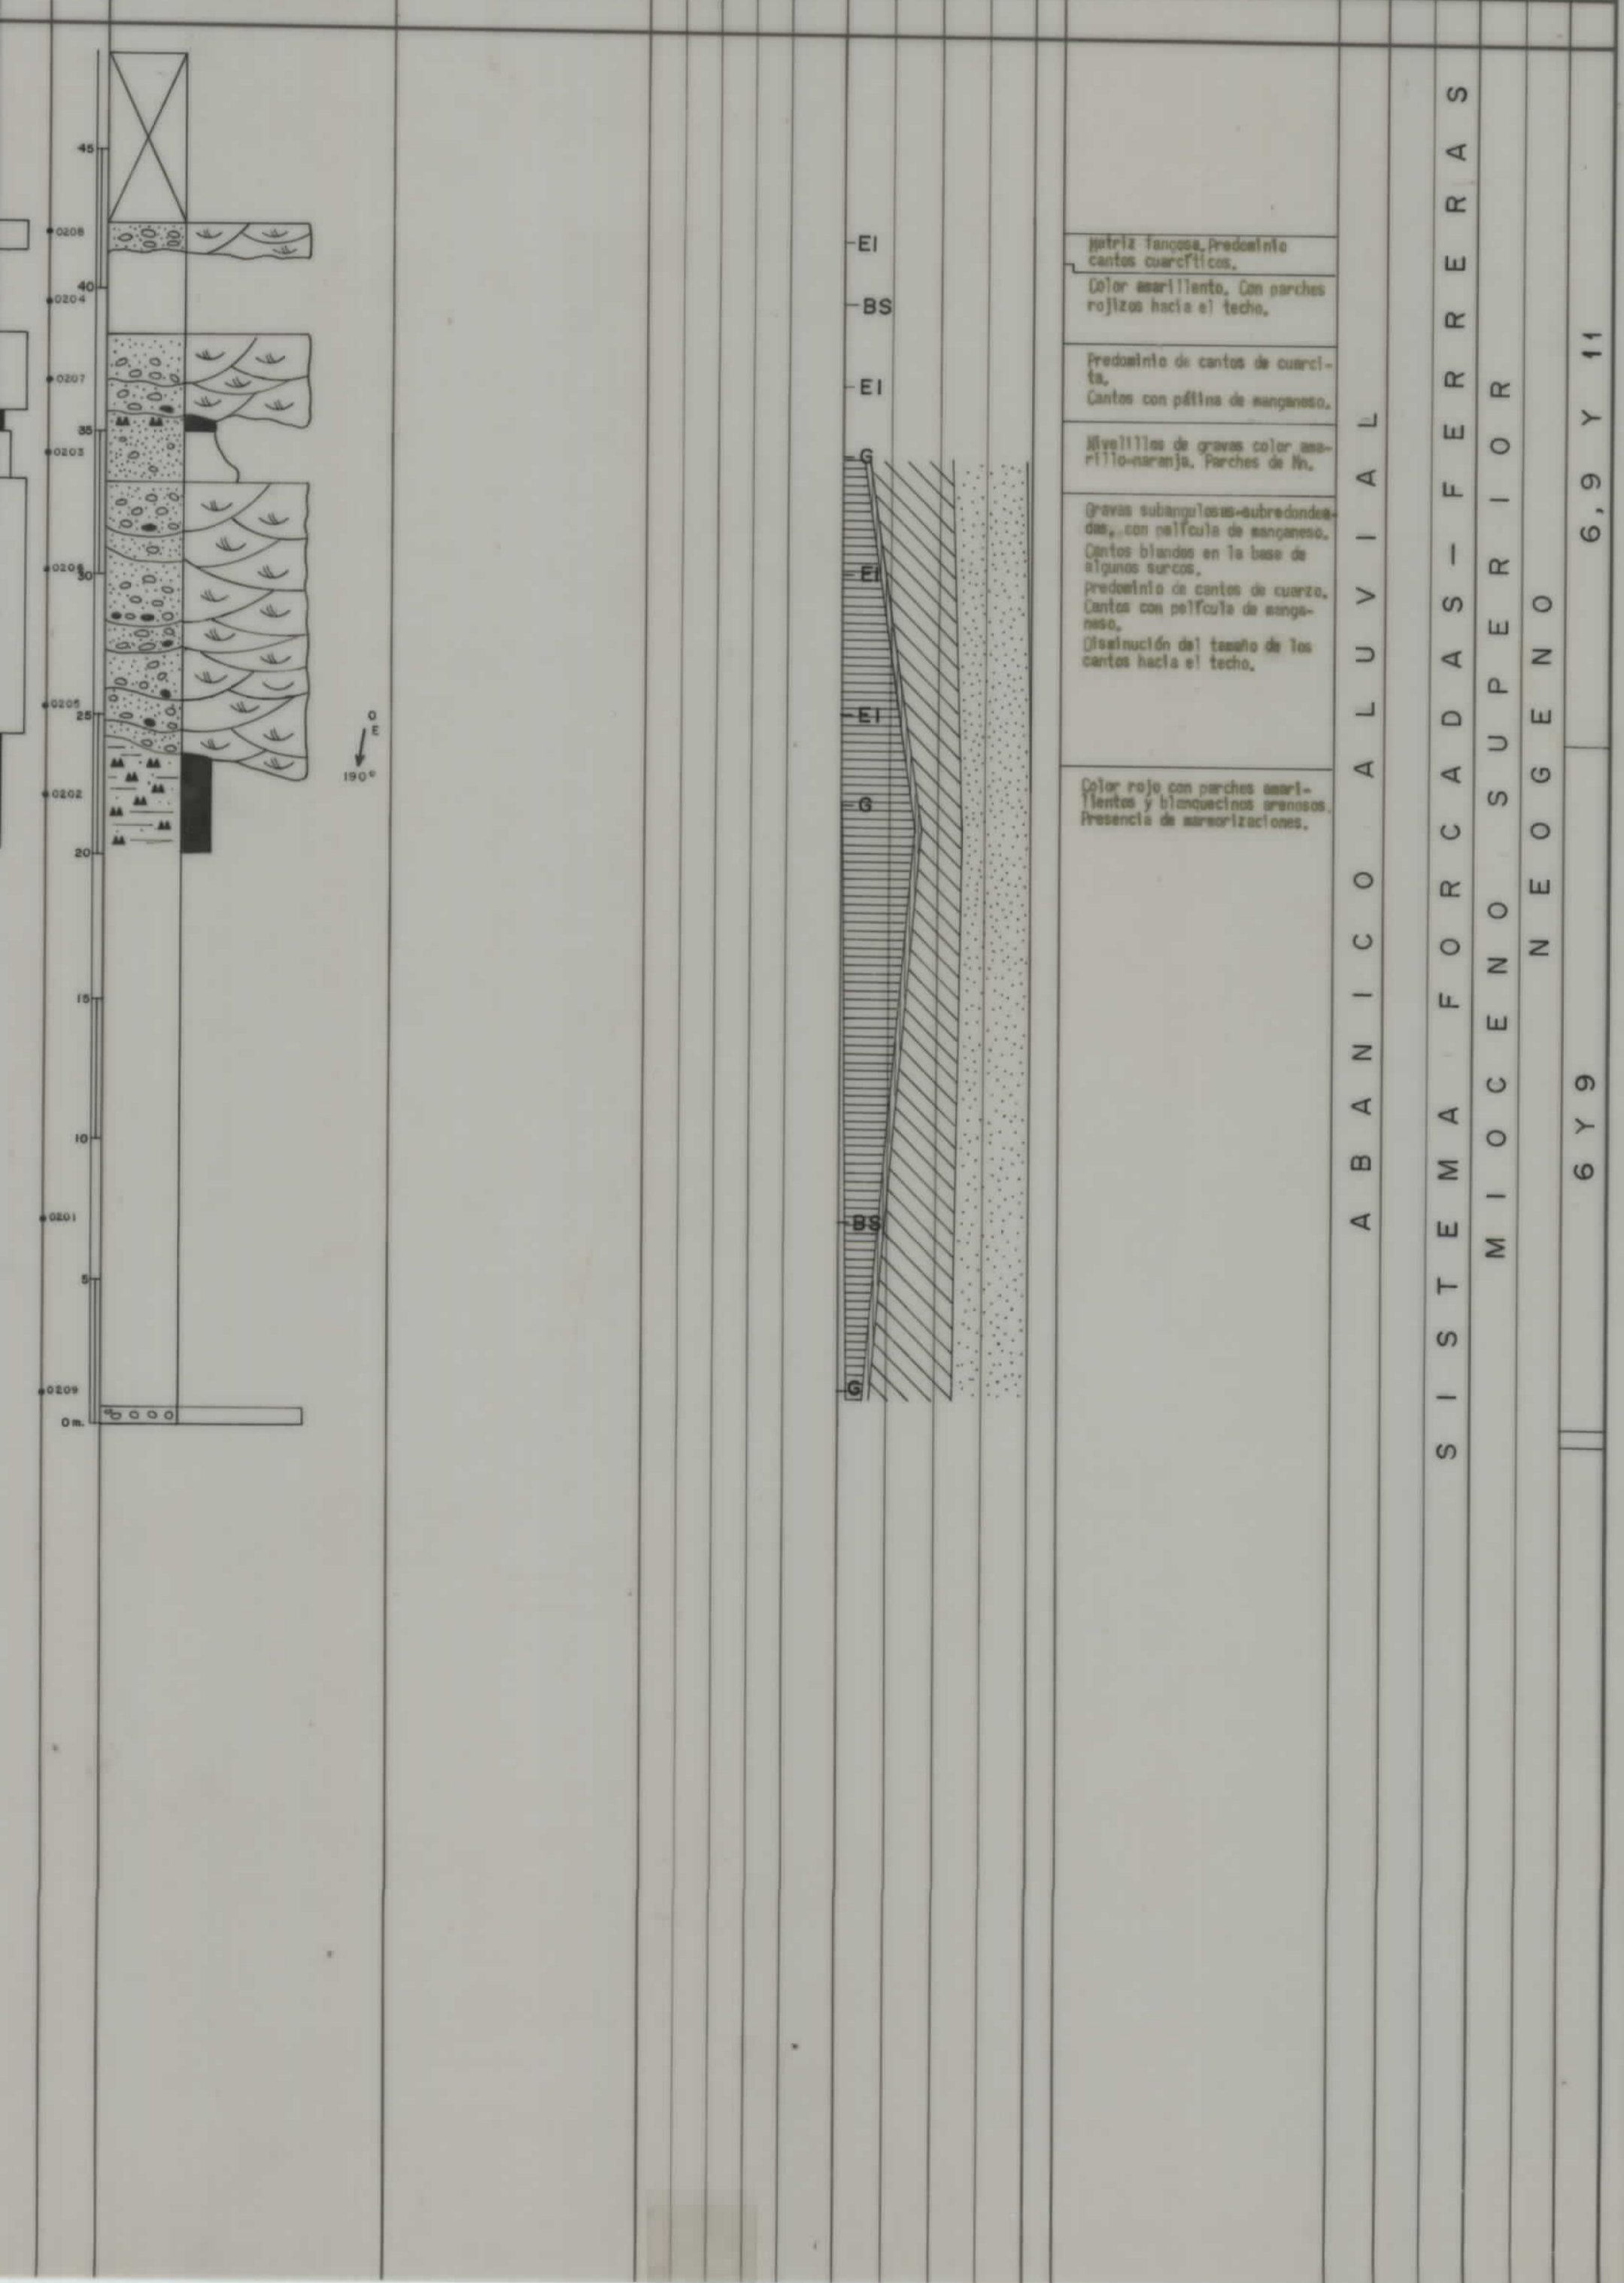 45
0208
40
0204
0207
35
0203
0206
30
0205
25
0202
20
15
10
0201
5
0209
0 m.
O
E
190°
EI
BS
EI
G
EI
EI
G
BS
G
Matriz fangosa. Predominio
cantos cuarcíticos.
Color amarillento. Con parches
rojizos hacia el techo.
Predominio de cantos de cuarci-
ta.
Cantos con pátina de manganeso.
Nivelillos de gravas color ama-
rillo-naranja. Parches de Mn.
Gravas subangulosas-subredondea-
das, con película de manganeso.
Cantos blandos en la base de
algunos surcos.
Predominio de cantos de cuarzo.
Cantos con película de manga-
neso.
Disminución del tamaño de los
cantos hacia el techo.
Color rojo con parches amari-
llentos y blanquecinos arenosos.
Presencia de marmorizaciones.
ABANICO ALUVIAL
SISTEMA FORCADAS-FERRERAS
MIOCENO SUPERIOR
NEOGENO
6,9 Y 11
6 Y 9